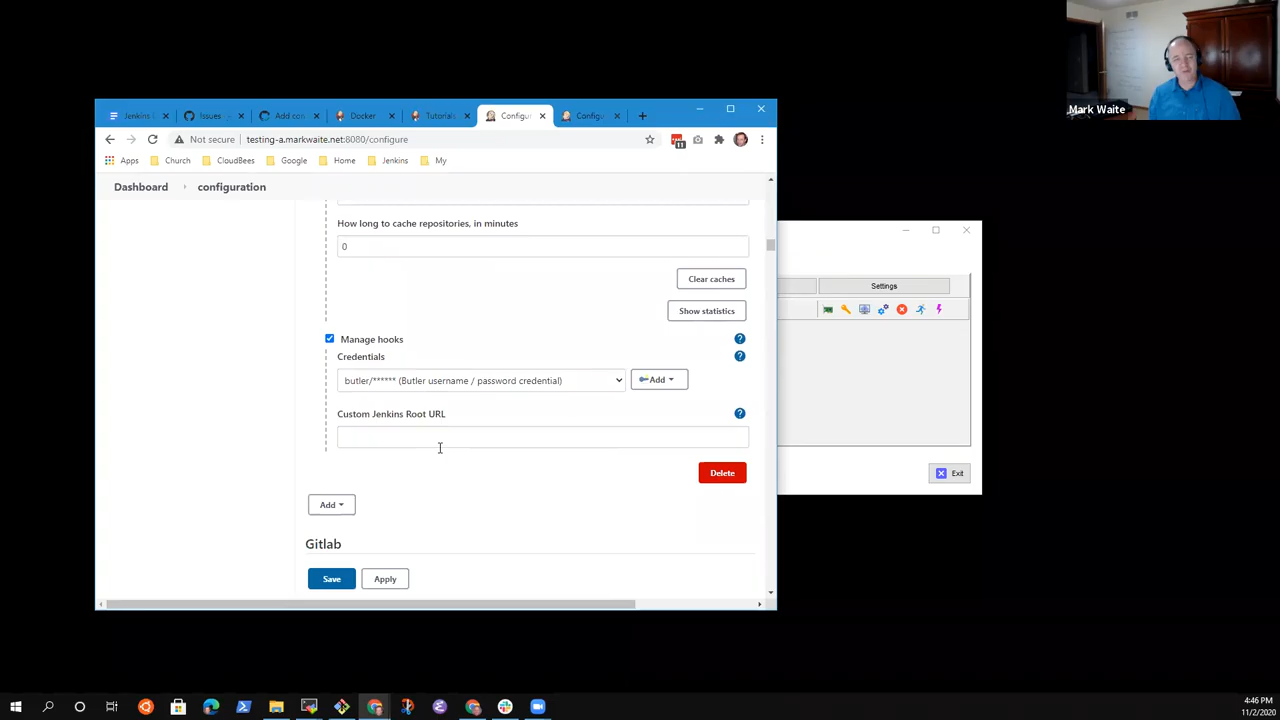 Mark Waite
Jenkins
Issues
Add con
Docker
Tutorials
Configu
Configu
Not secure
testing-a.markwaite.net:8080/configure
11
Apps
Church
CloudBees
Google
Home
Jenkins
My
Dashboard
configuration
How long to cache repositories, in minutes
0
Clear caches
Show statistics
Settings
Manage hooks
Credentials
butler/****** (Butler username / password credential)
Add
Custom Jenkins Root URL
Delete
Exit
Add
Gitlab
Save
Apply
4:46 PM
11/2/2020